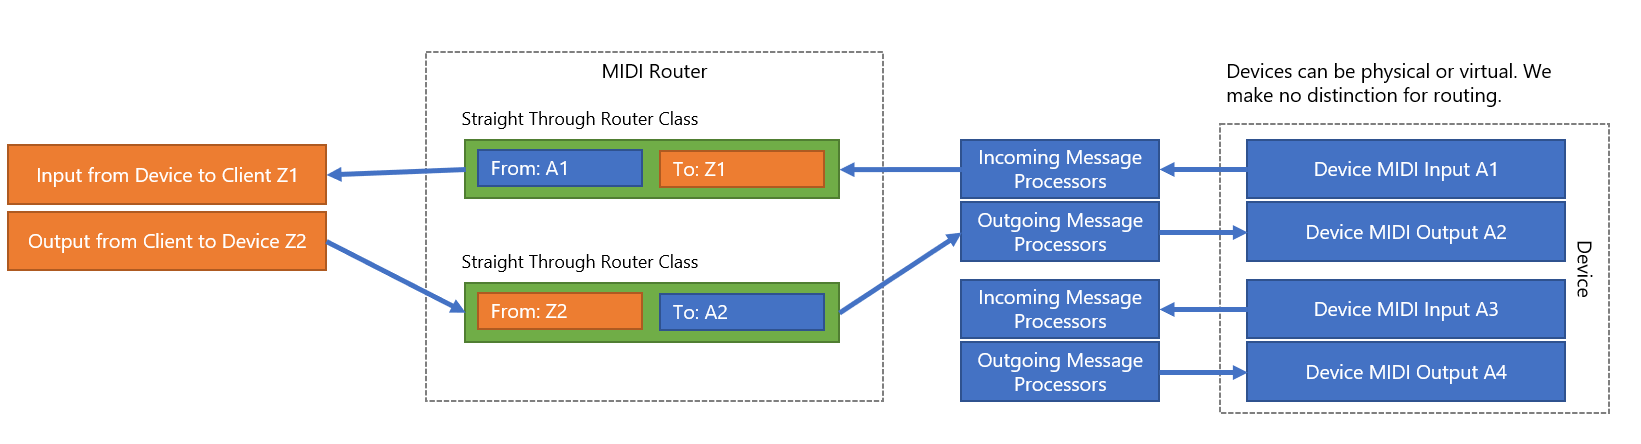 MIDI Router
Devices can be physical or virtual. We
make no distinction for routing.
Straight Through Router Class
Input from Device to Client Z1
From: A1
To: Z1
Incoming Message
Processors
Device MIDI Input A1
Output from Client to Device Z2
Outgoing Message
Processors
Device MIDI Output A2
Device
Straight Through Router Class
From: Z2
To: A2
Incoming Message
Processors
Device MIDI Input A3
Outgoing Message
Processors
Device MIDI Output A4